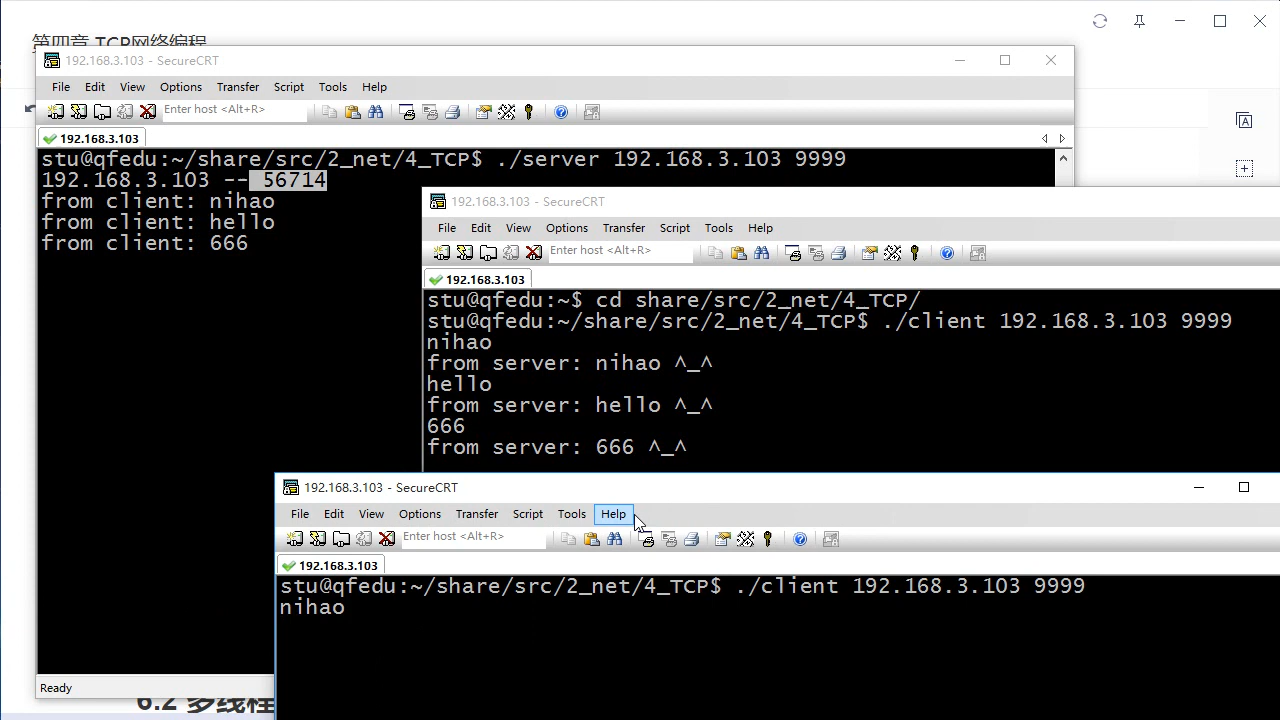 第四章 TCP网络编程
192.168.3.103 - SecureCRT
File Edit View Options Transfer Script Tools Help
Enter host <Alt+R>
192.168.3.103
stu@qfedu:~/share/src/2_net/4_TCP$ ./server 192.168.3.103 9999
192.168.3.103 -- 56714
from client: nihao
from client: hello
from client: 666
192.168.3.103 - SecureCRT
File Edit View Options Transfer Script Tools Help
Enter host <Alt+R>
192.168.3.103
stu@qfedu:~$ cd share/src/2_net/4_TCP/
stu@qfedu:~/share/src/2_net/4_TCP$ ./client 192.168.3.103 9999
nihao
from server: nihao ^_^
hello
from server: hello ^_^
666
from server: 666 ^_^
192.168.3.103 - SecureCRT
File Edit View Options Transfer Script Tools Help
Enter host <Alt+R>
192.168.3.103
stu@qfedu:~/share/src/2_net/4_TCP$ ./client 192.168.3.103 9999
nihao
Ready
6.2 多线程